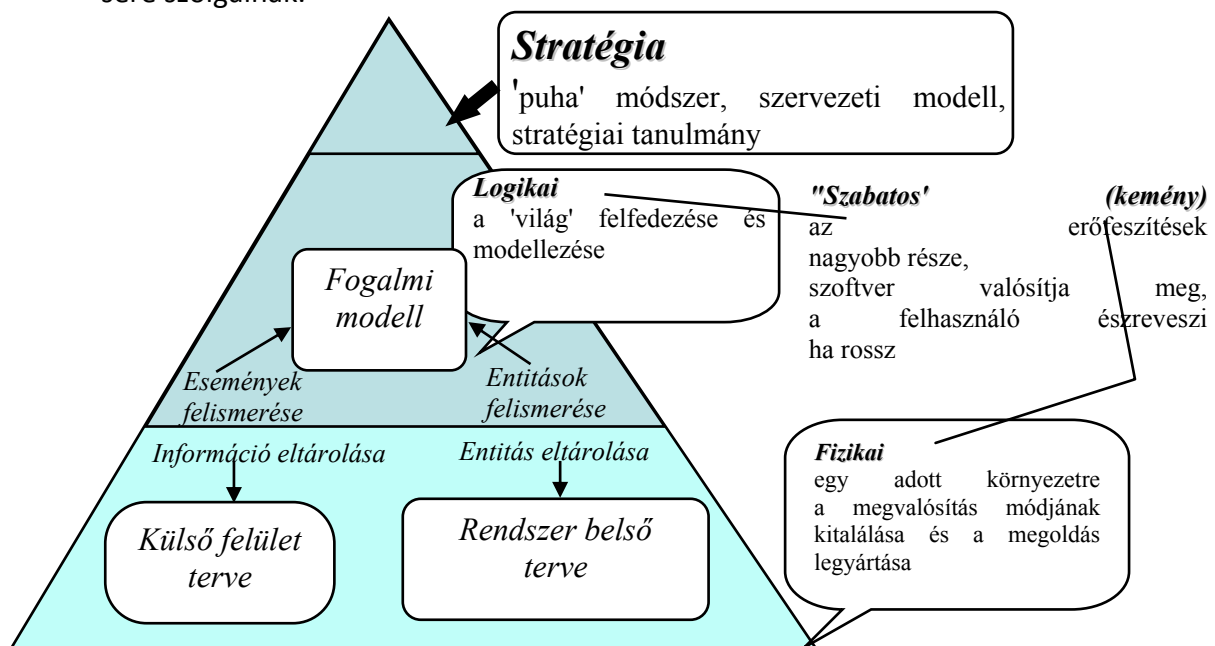 Stratégia
'puha' módszer, szervezeti modell,
stratégiai tanulmány
Logikai
a 'világ' felfedezése és
modellezése
"Szabatos' (kemény)
az erőfeszítések
nagyobb része,
szoftver valósítja meg,
a felhasználó észreveszi
ha rossz
Fogalmi
modell
Események
felismerése
Entitások
felismerése
Információ eltárolása
Entitás eltárolása
Külső felület
terve
Rendszer belső
terve
Fizikai
egy adott környezetre
a megvalósítás módjának
kitalálása és a megoldás
legyártása